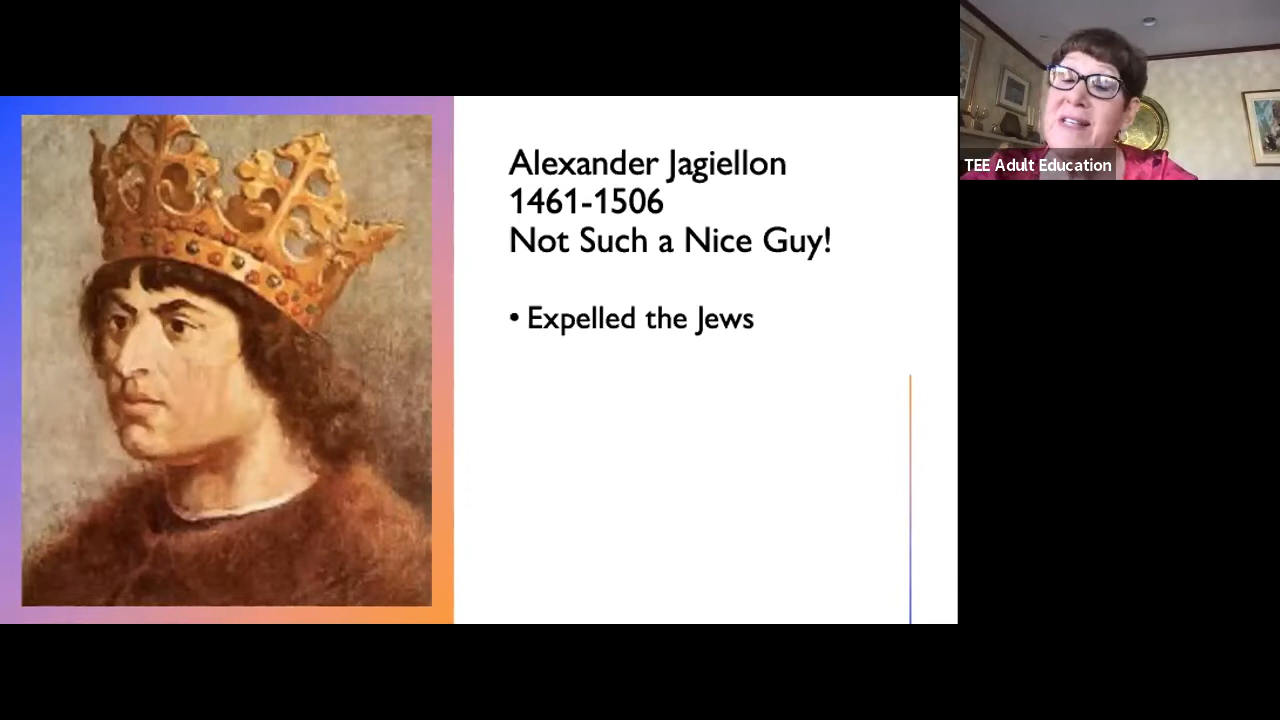 Alexander Jagiellon
1461-1506
Not Such a Nice Guy!
• Expelled the Jews
TEE Adult Education